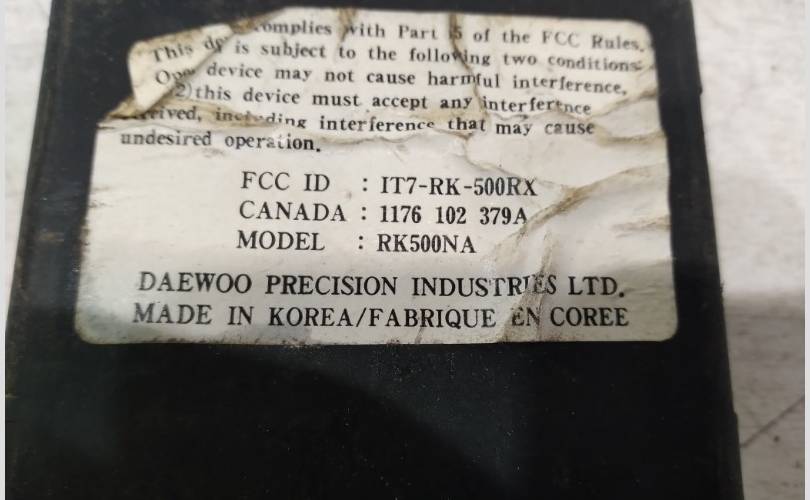 complies with Part 15 of the FCC Rules.
This is subject to the following two conditions:
device may not cause harmful interference,
2)this device must accept any interference
including interference that may cause
undesired operation.
FCC ID : IT7-RK-500RX
CANADA : 1176 102 379A
MODEL : RK500NA
DAEWOO PRECISION INDUSTRIES LTD.
MADE IN KOREA/FABRIQUE EN COREE